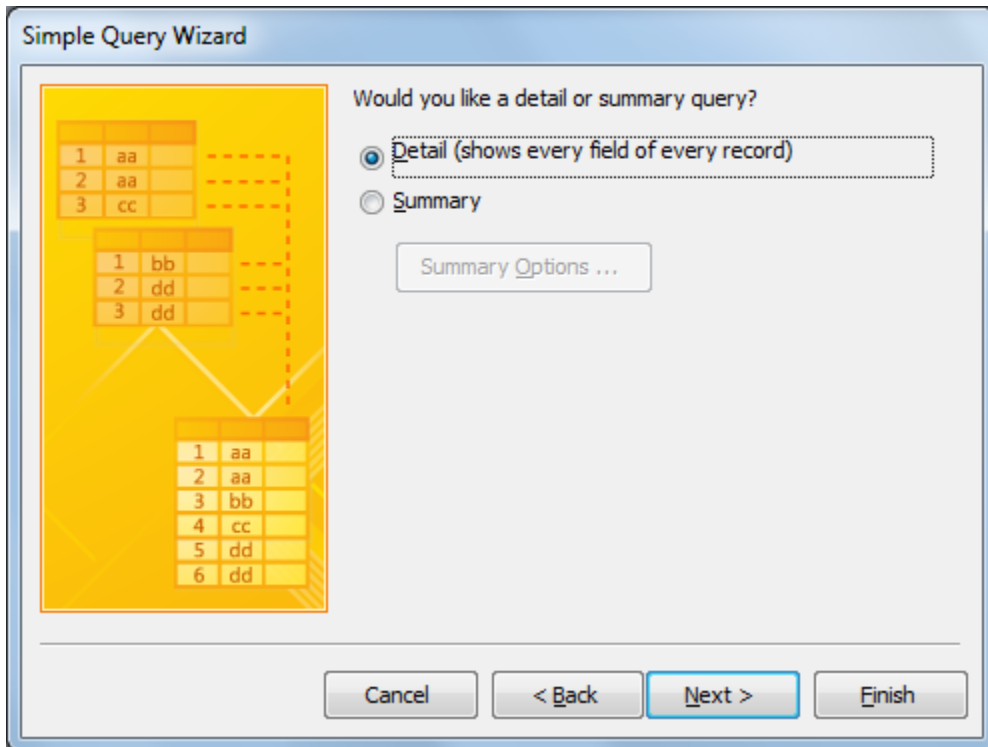 Simple Query Wizard
Would you like a detail or summary query?
Detail (shows every field of every record)
Summary
Summary Options ...
1 aa
2 aa
3 cc
1 bb
2 dd
3 dd
1 aa
2 aa
3 bb
4 cc
5 dd
6 dd
Cancel < Back Next > Finish